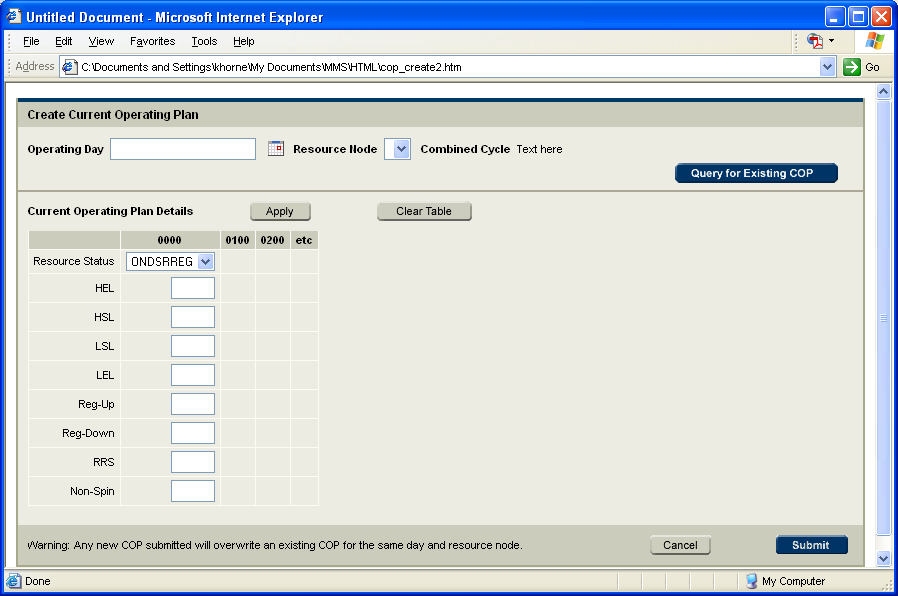 Untitled Document - Microsoft Internet Explorer
File Edit View Favorites Tools Help
Address C:\Documents and Settings\khorne\My Documents\MMS\HTML\cop_create2.htm Go
Create Current Operating Plan
Operating Day Resource Node Combined Cycle Text here
Query for Existing COP
Current Operating Plan Details Apply Clear Table
0000 0100 0200 etc
Resource Status ONDSRREG
HEL
HSL
LSL
LEL
Reg-Up
Reg-Down
RRS
Non-Spin
Warning: Any new COP submitted will overwrite an existing COP for the same day and resource node. Cancel Submit
Done My Computer